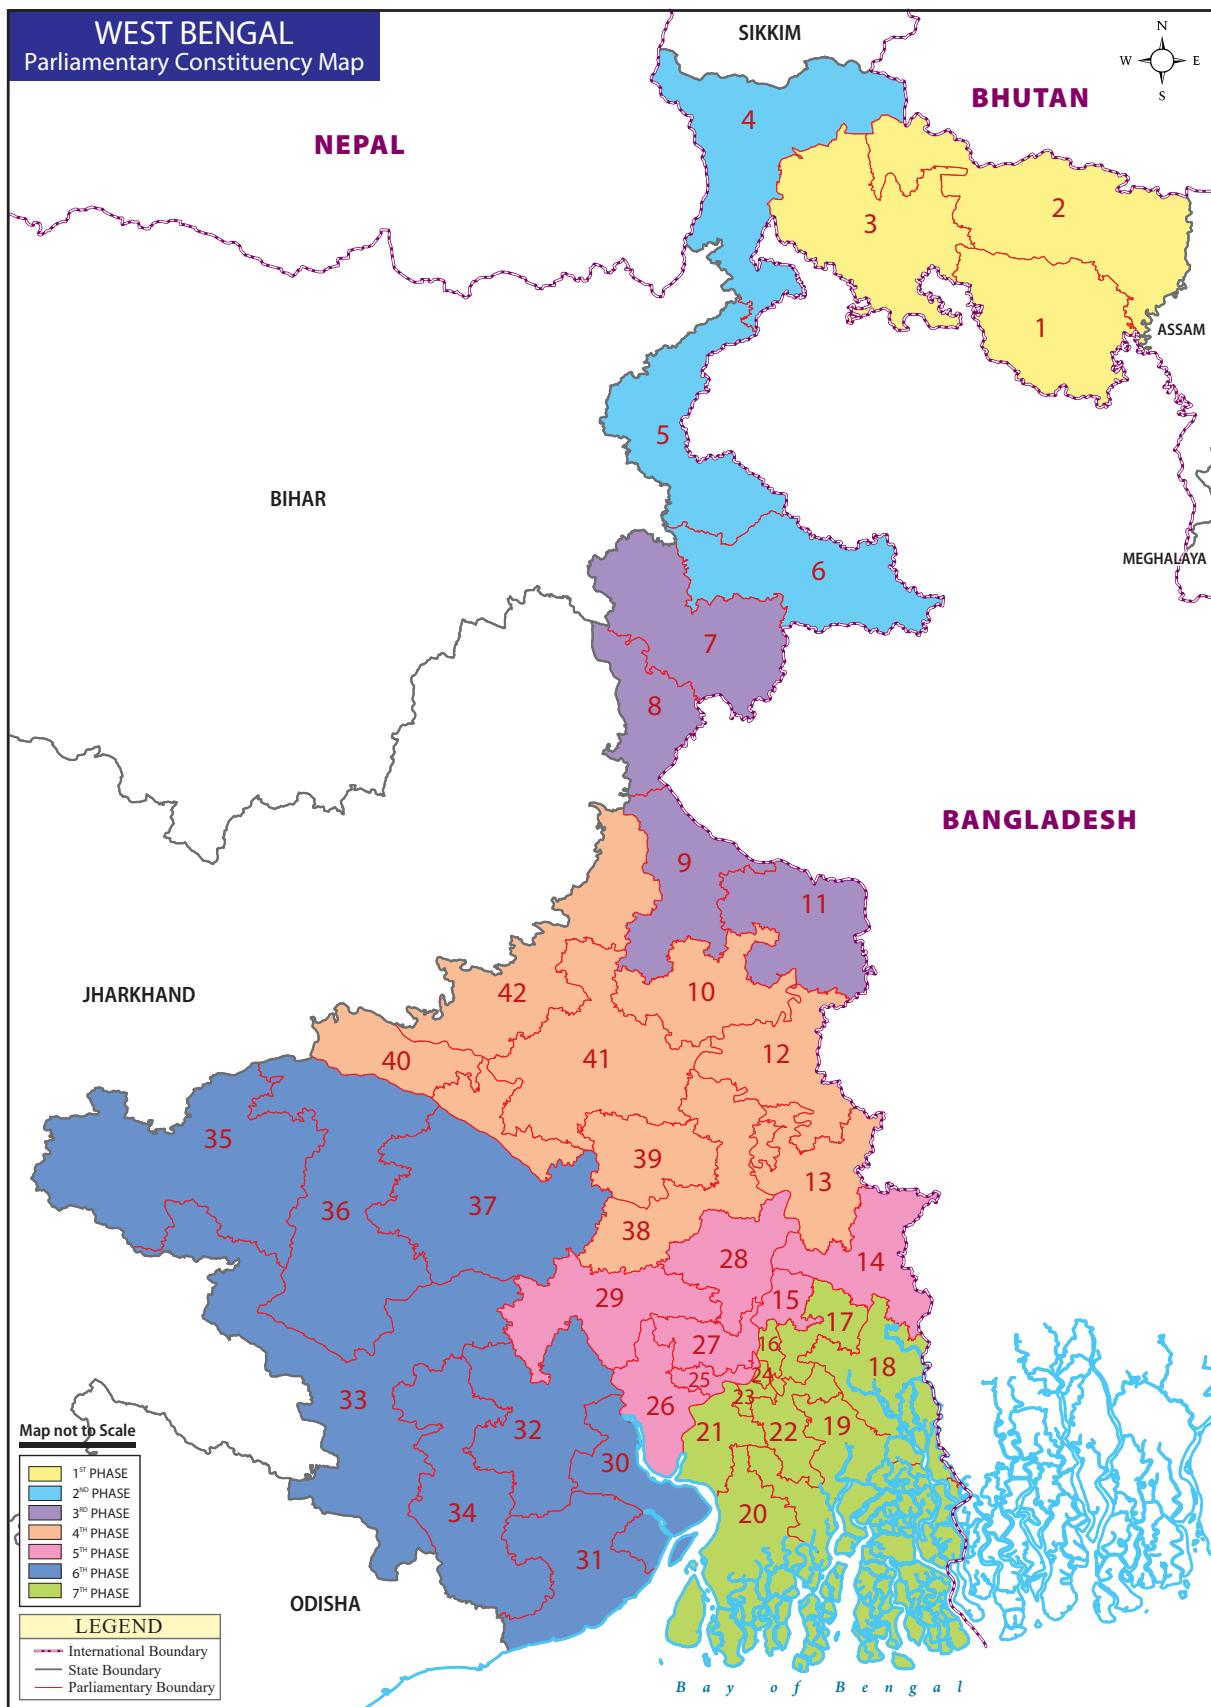 WEST BENGAL
Parliamentary Constituency Map
SIKKIM
N
W E
S
BHUTAN
NEPAL
4
2
3
1
ASSAM
5
BIHAR
MEGHALAYA
6
7
8
BANGLADESH
9
11
JHARKHAND
42
10
40
41
12
35
39
13
36
37
38
28
14
29
15
17
27
16
18
25
24
33
26
23
32
21
22
19
30
34
20
31
Map not to Scale
1ST PHASE
2ND PHASE
3RD PHASE
4TH PHASE
5TH PHASE
6TH PHASE
7TH PHASE
ODISHA
LEGEND
International Boundary
State Boundary
Parliamentary Boundary
Bay of Bengal